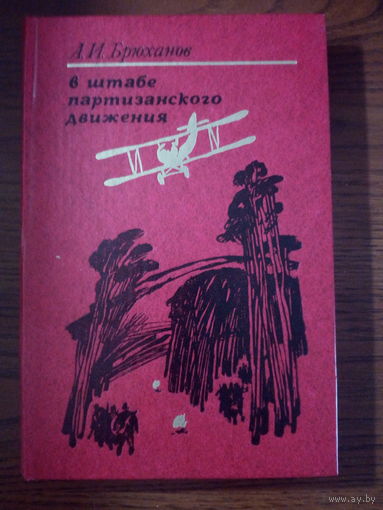 А.И.Брюханов
в штабе
партизанского
движения
www.ay.by